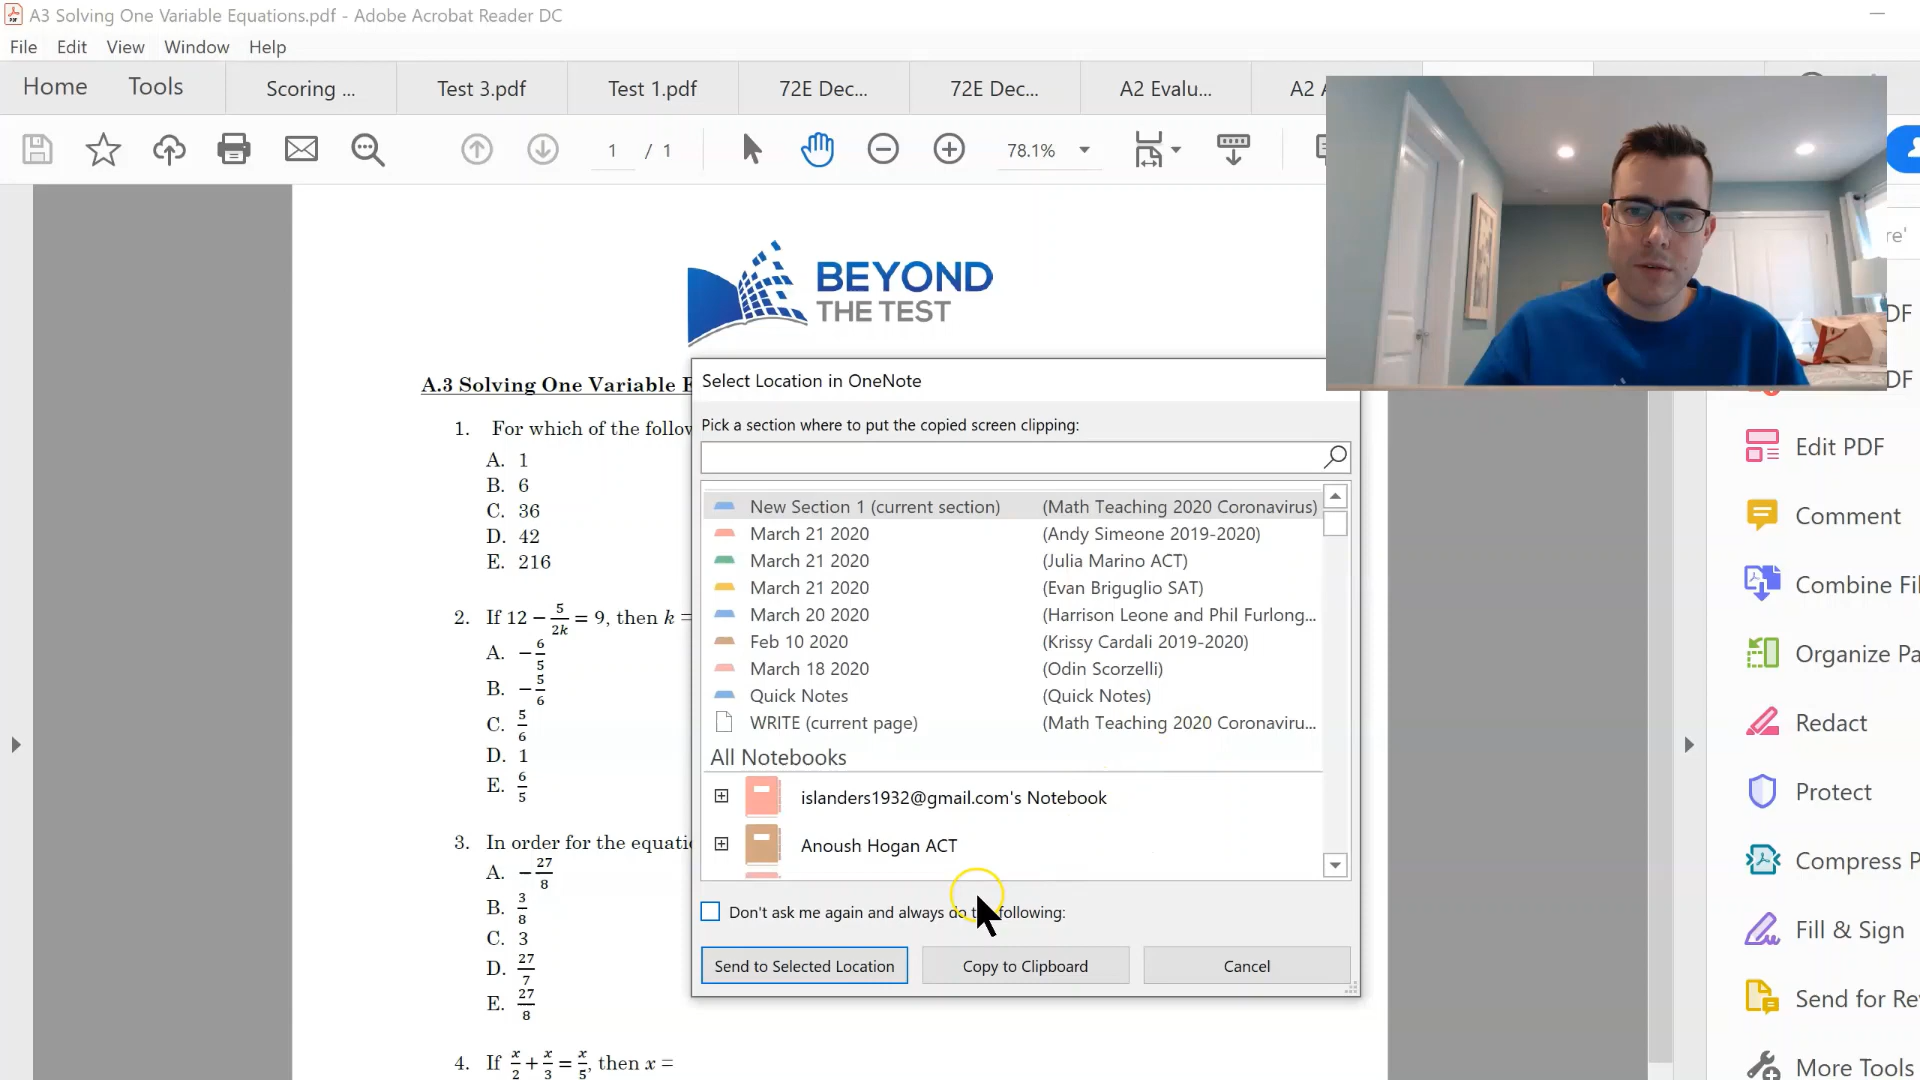 A3 Solving One Variable Equations.pdf - Adobe Acrobat Reader DC
File Edit View Window Help
Home Tools Scoring ... Test 3.pdf Test 1.pdf 72E Dec... 72E Dec... A2 Evalu... A2
1 / 1 78.1%
BEYOND
THE TEST
A.3 Solving One Variable E
1. For which of the follow
A. 1
B. 6
C. 36
D. 42
E. 216
2. If 12 − 5/2k = 9, then k =
A. −6/5
B. −5/6
C. 5/6
D. 1
E. 6/5
3. In order for the equatio
A. −27/8
B. 3/8
C. 3
D. 27/7
E. 27/8
4. If x/2 + x/3 = x/5, then x =
Select Location in OneNote
Pick a section where to put the copied screen clipping:
New Section 1 (current section) (Math Teaching 2020 Coronavirus)
March 21 2020 (Andy Simeone 2019-2020)
March 21 2020 (Julia Marino ACT)
March 21 2020 (Evan Briguglio SAT)
March 20 2020 (Harrison Leone and Phil Furlong...
Feb 10 2020 (Krissy Cardali 2019-2020)
March 18 2020 (Odin Scorzelli)
Quick Notes (Quick Notes)
WRITE (current page) (Math Teaching 2020 Coronaviru...
All Notebooks
islanders1932@gmail.com's Notebook
Anoush Hogan ACT
Don't ask me again and always do the following:
Send to Selected Location Copy to Clipboard Cancel
re'
DF
DF
Edit PDF
Comment
Combine Fil
Organize Pa
Redact
Protect
Compress P
Fill & Sign
Send for Re
More Tools